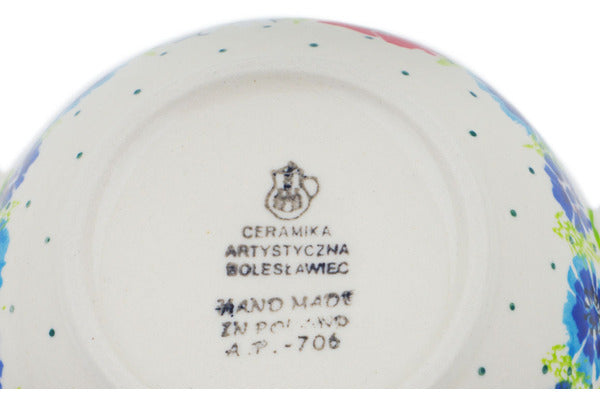 CERAMIKA
ARTYSTYCZNA
BOLESŁAWIEC
HAND MADE
IN POLAND
A.P.-706